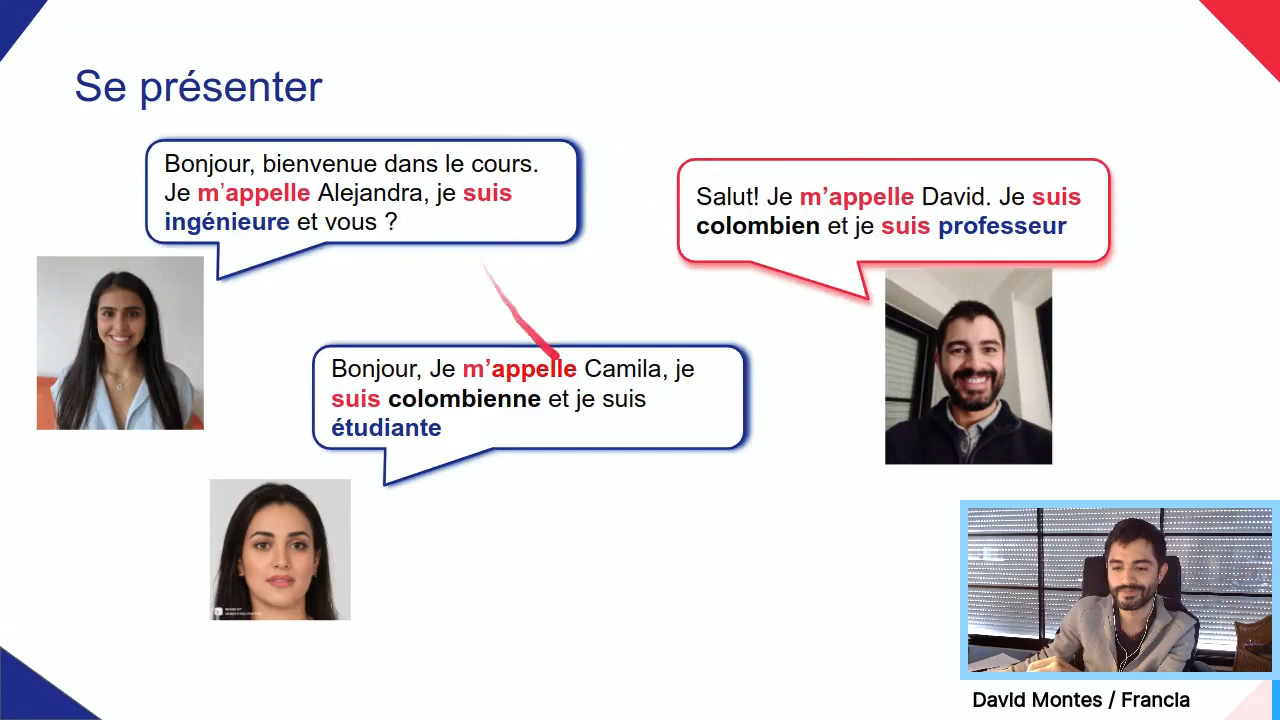 Se présenter
Bonjour, bienvenue dans le cours.
Je m’appelle Alejandra, je suis
ingénieure et vous ?
Salut! Je m’appelle David. Je suis
colombien et je suis professeur
Bonjour, Je m’appelle Camila, je
suis colombienne et je suis
étudiante
David Montes / Francia